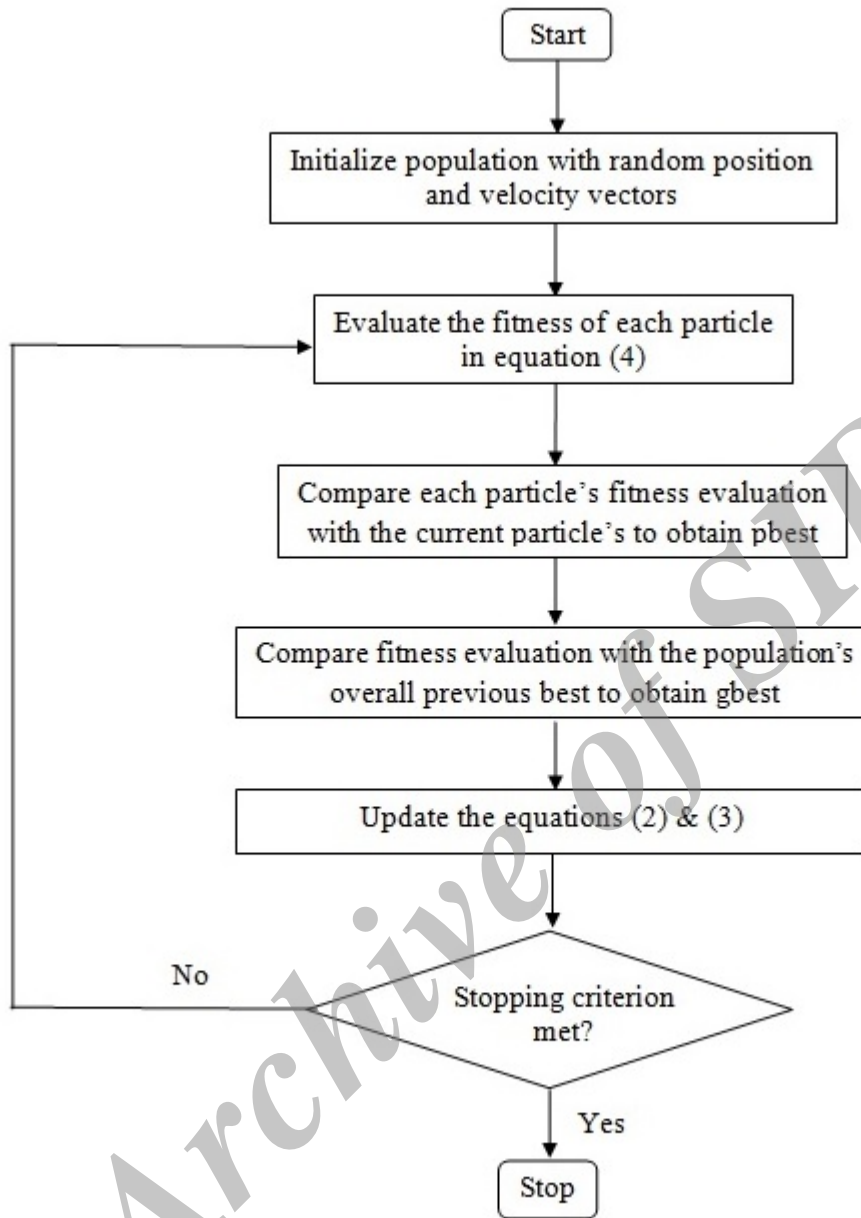 Start
Initialize population with random position
and velocity vectors
Evaluate the fitness of each particle
in equation (4)
Compare each particle's fitness evaluation
with the current particle's to obtain pbest
Compare fitness evaluation with the population's
overall previous best to obtain gbest
Update the equations (2) & (3)
No
Stopping criterion
met?
Yes
Stop
Archive of